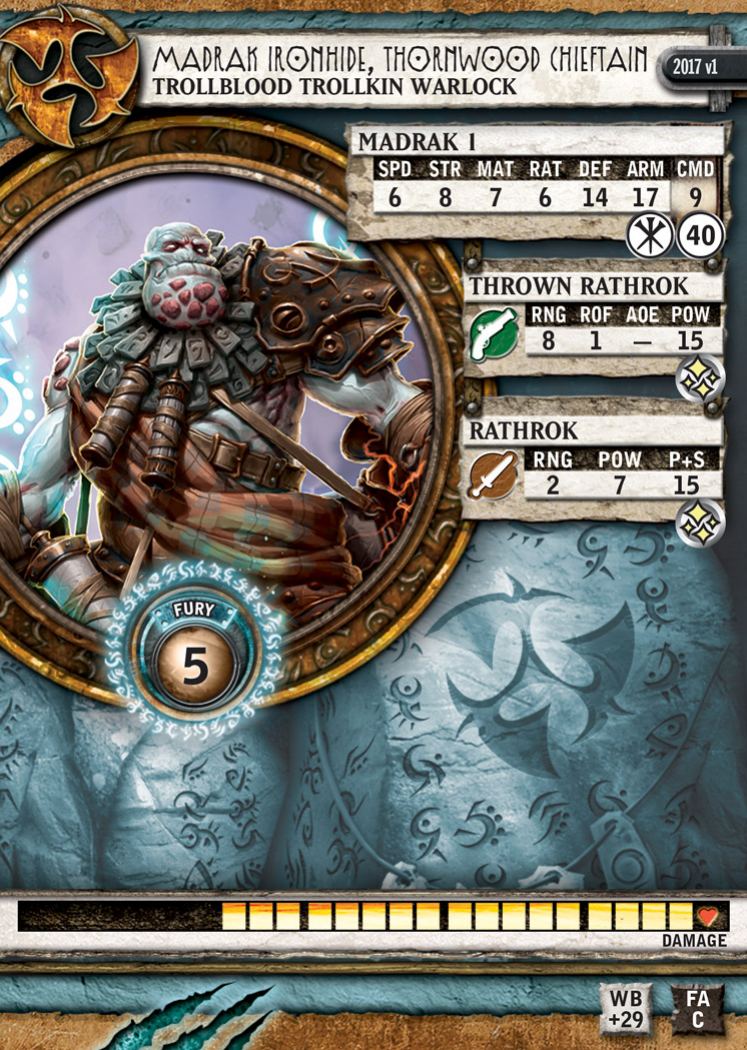 MADRAK IRONHIDE, THORNWOOD CHIEFTAIN
TROLLBLOOD TROLLKIN WARLOCK
2017 v1
MADRAK 1
SPD STR MAT RAT DEF ARM CMD
6 8 7 6 14 17 9
40
THROWN RATHROK
RNG ROF AOE POW
8 1 — 15
RATHROK
RNG POW P+S
2 7 15
FURY
5
DAMAGE
WB
+29
FA
C